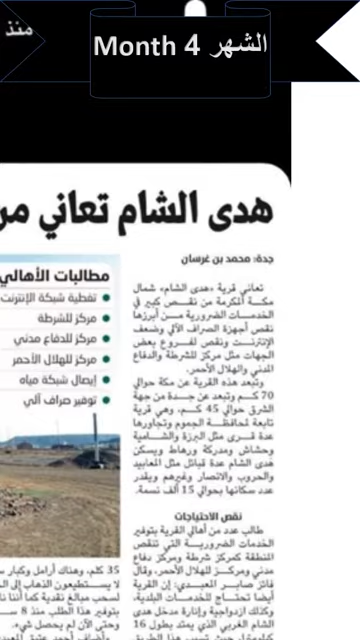 منذ
الشهر 4 Month
هدى الشام تعاني مر
جدة: محمد بن غرسان
مطالبات الأهالي
تغطية شبكة الإنترنت
مركز للشرطة
مركز للدفاع مدني
مركز للهلال الأحمر
إيصال شبكة مياه
توفير صراف آلي
تعاني قرية «هدى الشام» شمال
مكة المكرمة من نقص كبير في
الخدمات الضرورية من أبرزها
نقص أجهزة الصراف الآلي وضعف
الإنترنت ونقص لفروع بعض
الجهات مثل مركز للشرطة والدفاع
المدني والهلال الأحمر.
وتبعد هذه القرية عن مكة حوالي
70 كم وتبعد عن جدة من جهة
الشرق حوالي 45 كم، وهي قرية
تابعة لمحافظة الجموم وتجاورها
عدة قرى مثل البرزة والشامية
وحشاش ومدركة ورهاط ويسكن
هدى الشام عدة قبائل مثل المعابيد
والحروب والأنصار وغيرهم ويقدر
عدد سكانها بحوالي 15 ألف نسمة.
نقص الاحتياجات
طالب عدد من أهالي القرية بتوفير
الخدمات الضرورية التي تنقص
المنطقة كمركز شرطة ومركز دفاع
مدني ومركز للهلال الأحمر، وقال
فائز صابر المعبدي: إن القرية
أيضا تحتاج للخدمات البلدية،
وكذلك ازدواجية وإنارة مدخل هدى
الشام الغربي الذي يمتد بطول 16
35 كلم، وهناك أرامل وكبار س
لا يستطيعون الذهاب إلى ال
لسحب مبالغ نقدية كما أننا نا
بتوفير هذا الطلب منذ 8 س
وحتى الآن لم يحصل شيء.